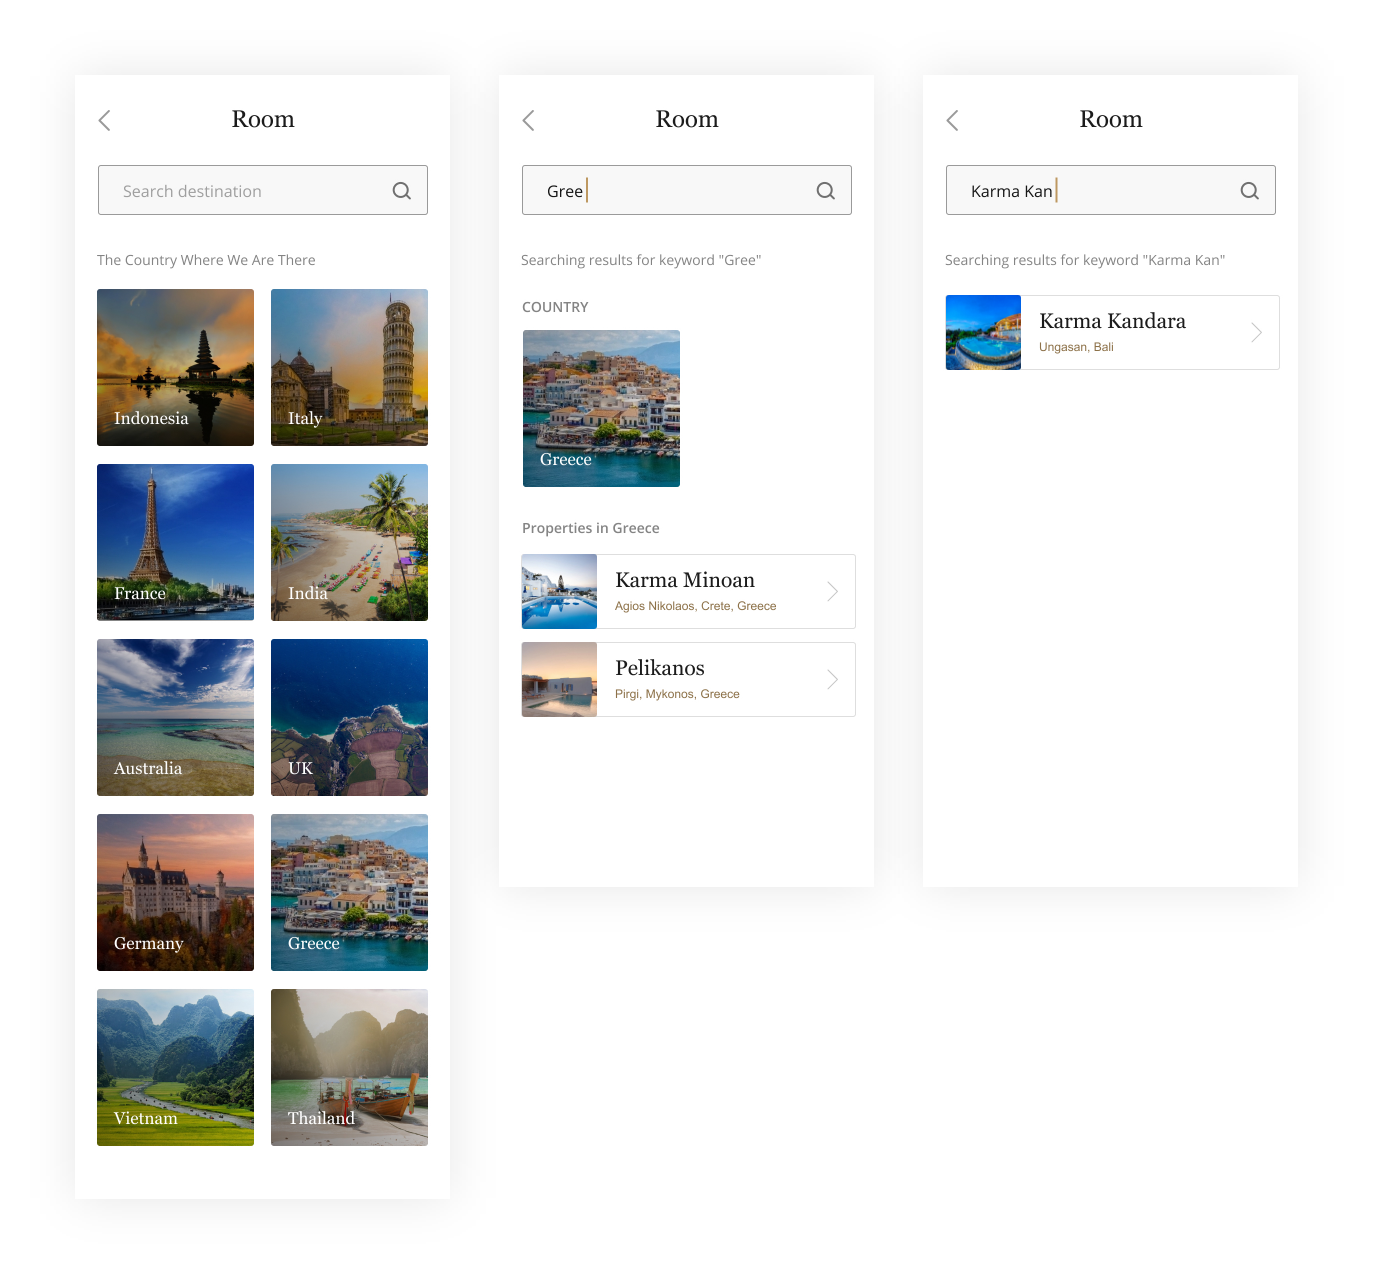 Room
Search destination
The Country Where We Are There
Indonesia
Italy
France
India
Australia
UK
Germany
Greece
Vietnam
Thailand
Room
Gree
Searching results for keyword "Gree"
COUNTRY
Greece
Properties in Greece
Karma Minoan
Agios Nikolaos, Crete, Greece
Pelikanos
Pirgi, Mykonos, Greece
Room
Karma Kan
Searching results for keyword "Karma Kan"
Karma Kandara
Ungasan, Bali